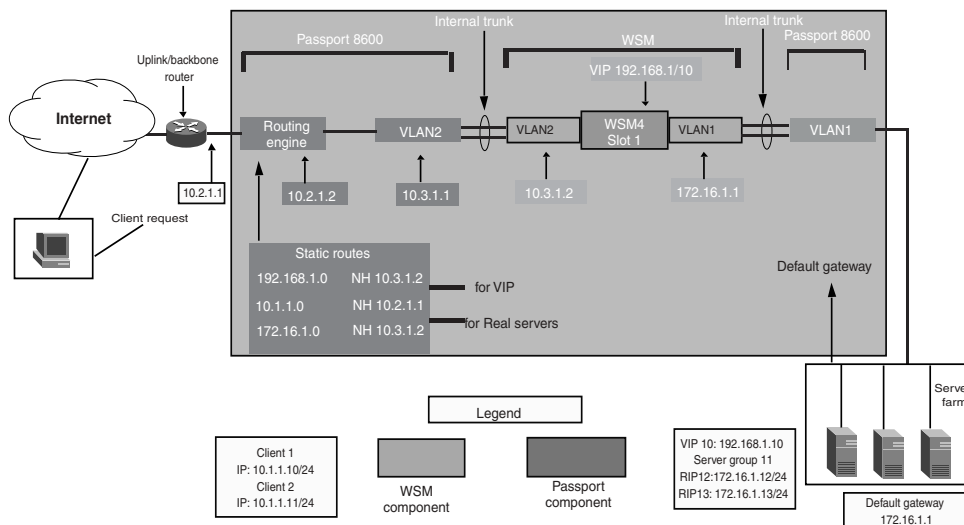 Internal trunk
Internal trunk
Passport 8600
WSM
Passport 8600
VIP 192.168.1/10
Uplink/backbone
router
Internet
Routing
engine
VLAN2
VLAN2
WSM4
Slot 1
VLAN1
VLAN1
10.2.1.1
10.2.1.2
10.3.1.1
10.3.1.2
172.16.1.1
Client request
Static routes
192.168.1.0 NH 10.3.1.2
for VIP
10.1.1.0 NH 10.2.1.1
for Real servers
172.16.1.0 NH 10.3.1.2
Default gateway
Server
farm
Legend
Client 1
IP: 10.1.1.10/24
Client 2
IP: 10.1.1.11/24
WSM
component
Passport
component
VIP 10: 192.168.1.10
Server group 11
RIP12:172.16.1.12/24
RIP13: 172.16.1.13/24
Default gateway
172.16.1.1